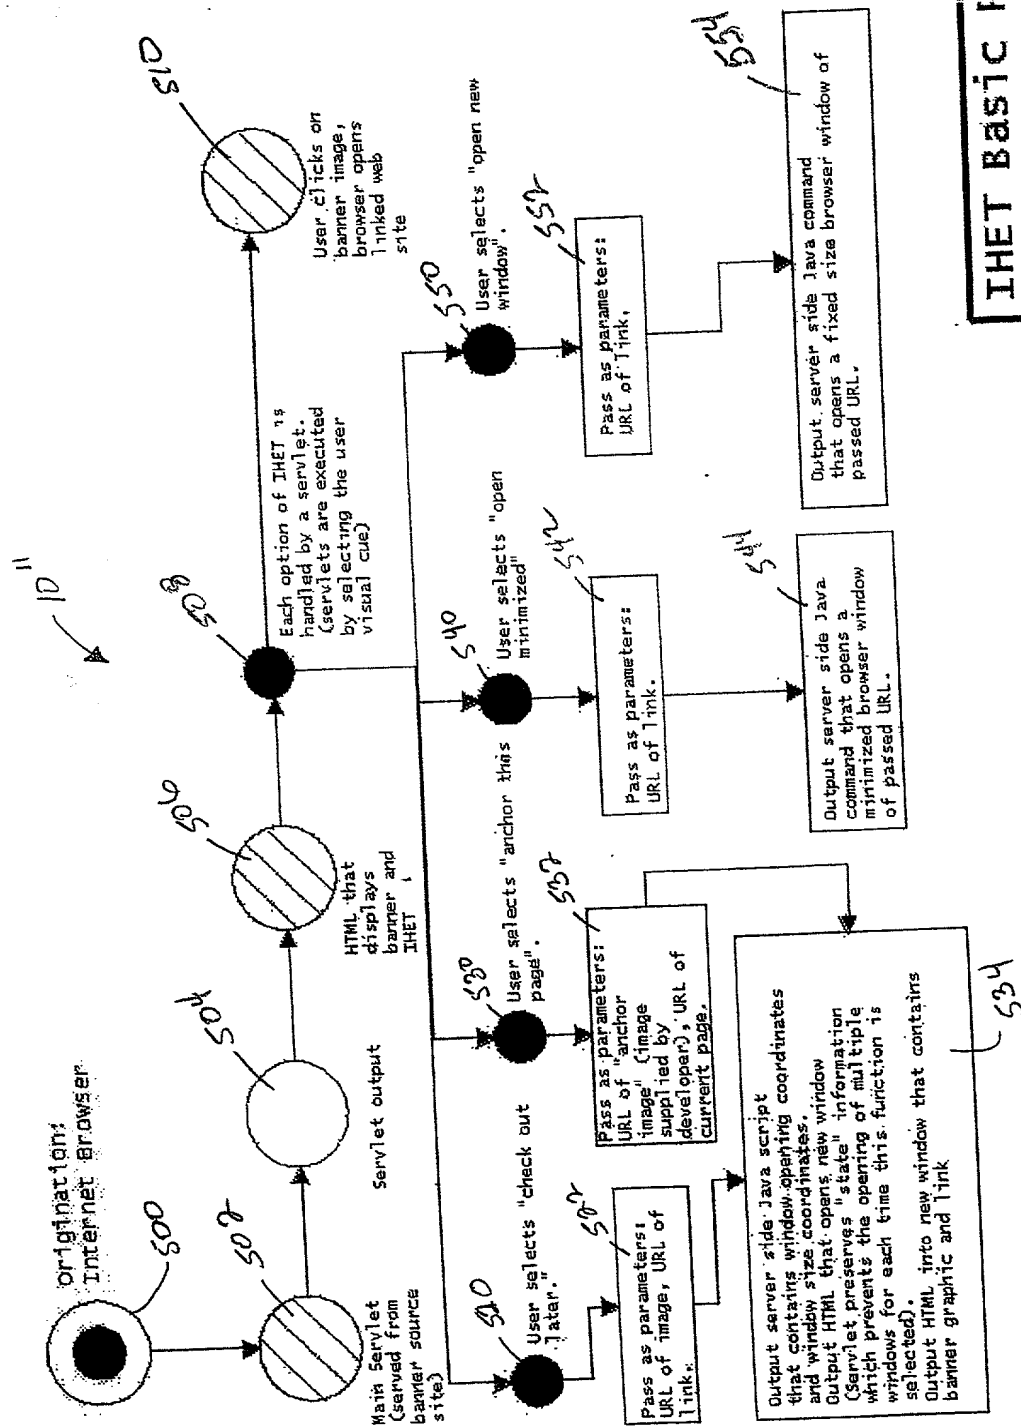 10"
Origination:
Internet Browser
500
502
Main Servlet
(served from
banner source
site)
504
Servlet output
506
HTML that
displays
banner and
IHET
508
Each option of IHET is
handled by a servlet.
(servlets are executed
by selecting the user
visual cue)
510
User clicks on
banner image,
browser opens
linked web
site
520
User selects "check out
later."
522
Pass as parameters:
URL of image, URL of
link.
530
User selects "anchor this
page".
532
Pass as parameters:
URL of "anchor
image" (image
supplied by
developer), URL of
current page.
534
Output server side Java script
that contains window opening coordinates
and window size coordinates.
Output HTML that opens new window
(Servlet preserves "state" information
which prevents the opening of multiple
windows for each time this function is
selected).
Output HTML into new window that contains
banner graphic and link
540
User selects "open
minimized"
542
Pass as parameters:
URL of link.
544
Output server side Java
command that opens a
minimized browser window
of passed URL.
550
User selects "open new
window".
552
Pass as parameters:
URL of link.
554
Output server side Java command
that opens a fixed size browser window of
passed URL.
IHET Basic